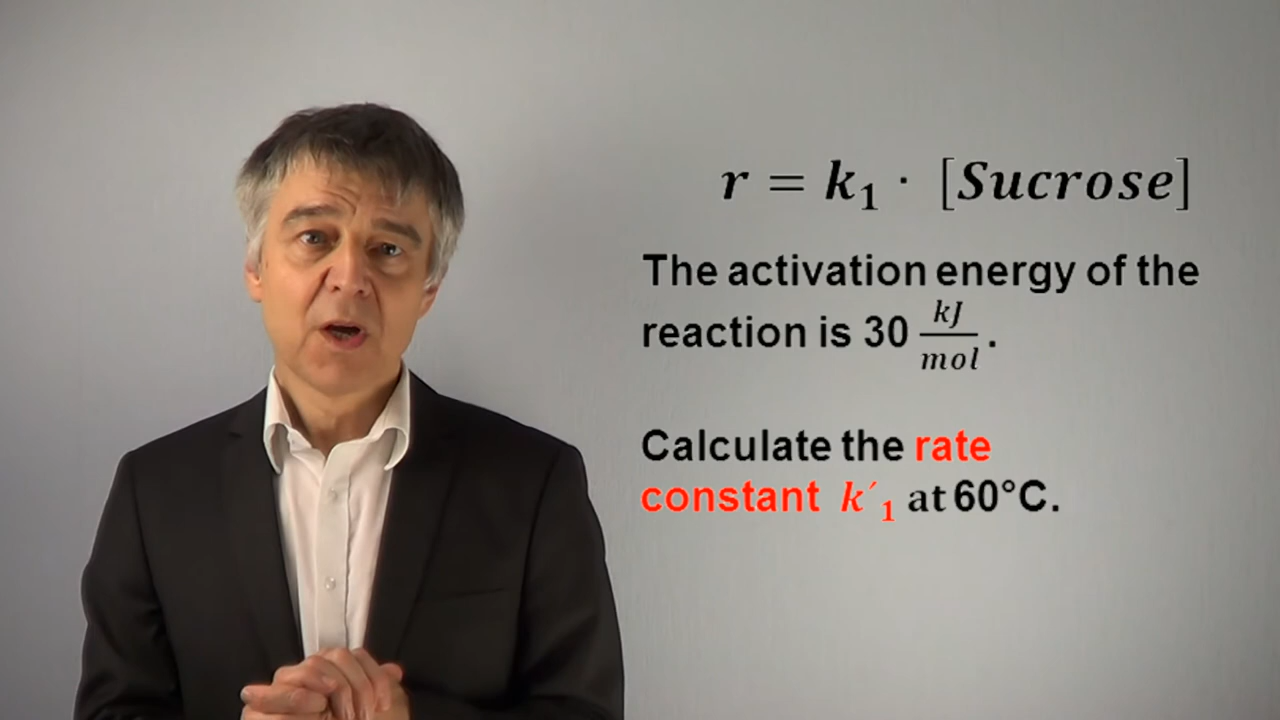 r = k₁ · [Sucrose]
The activation energy of the
reaction is 30 kJ/mol.
Calculate the rate
constant k´₁ at 60°C.